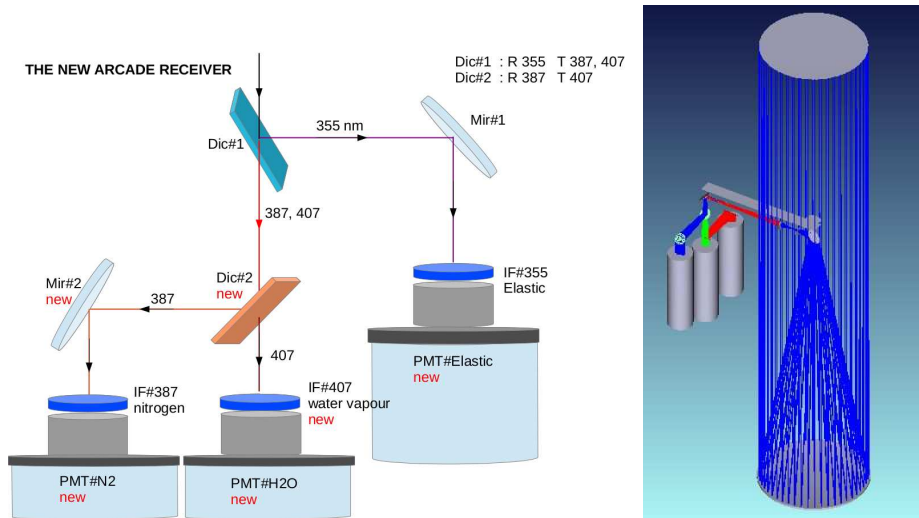 THE NEW ARCADE RECEIVER
Dic#1 : R 355 T 387, 407
Dic#2 : R 387 T 407
Mir#1
355 nm
Dic#1
387, 407
Mir#2
new
387
Dic#2
new
IF#355
Elastic
407
PMT#Elastic
new
IF#387
nitrogen
IF#407
water vapour
new
PMT#N2
new
PMT#H2O
new